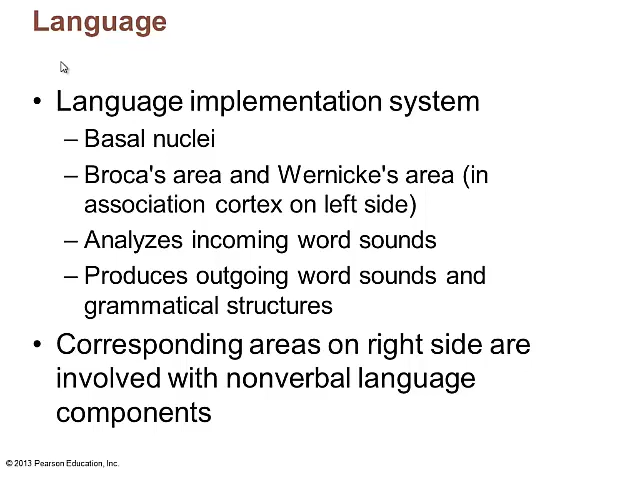 Language
• Language implementation system
– Basal nuclei
– Broca's area and Wernicke's area (in
association cortex on left side)
– Analyzes incoming word sounds
– Produces outgoing word sounds and
grammatical structures
• Corresponding areas on right side are
involved with nonverbal language
components
© 2013 Pearson Education, Inc.